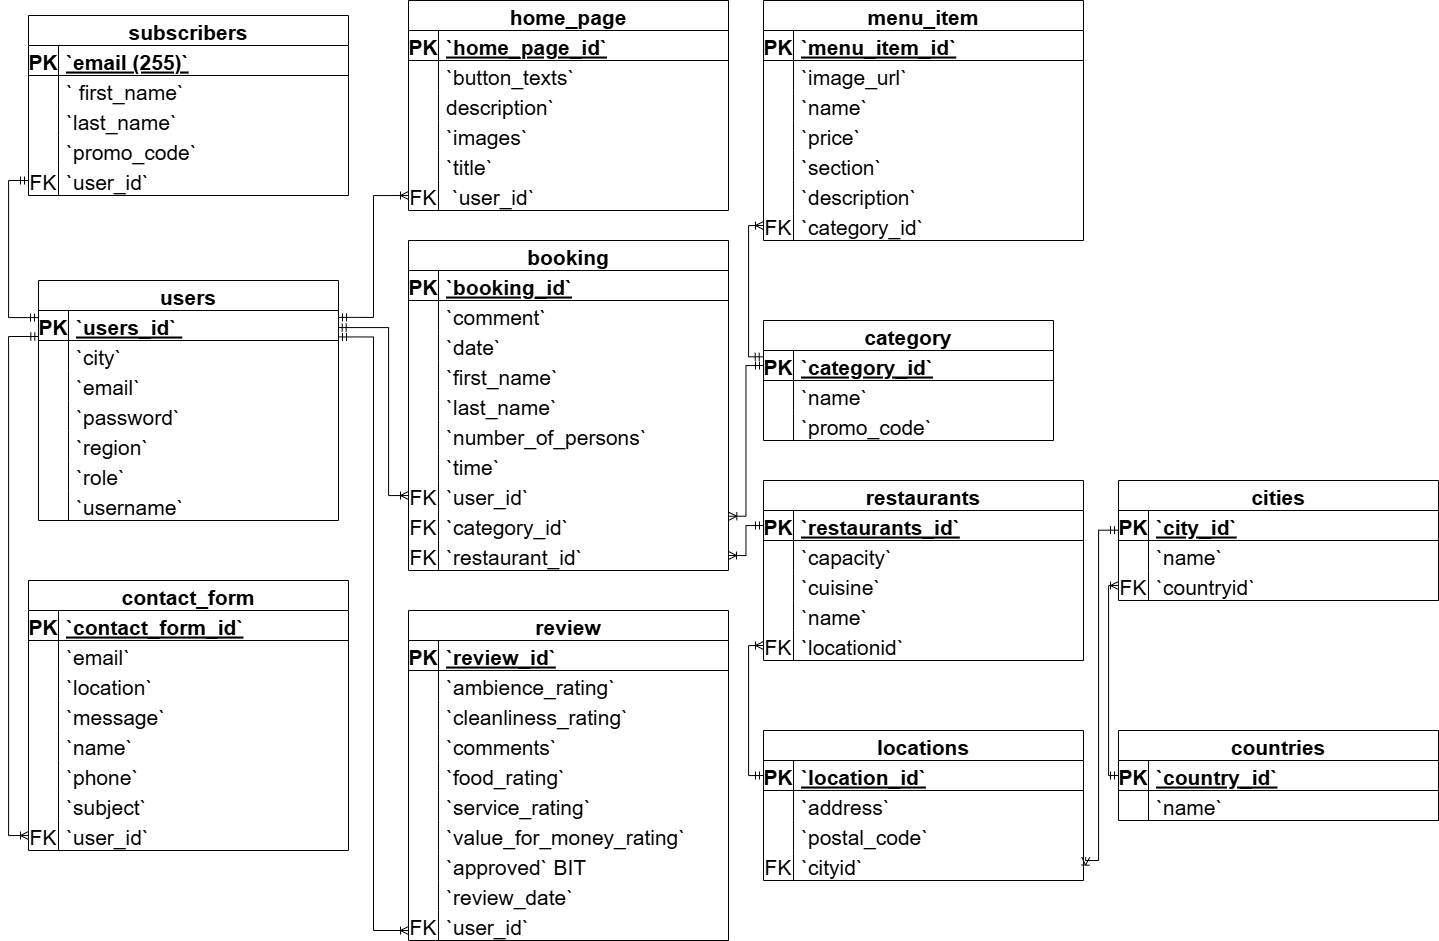 subscribers
PK `email (255)`
` first_name`
`last_name`
`promo_code`
FK `user_id`
home_page
PK `home_page_id`
`button_texts`
description`
`images`
`title`
FK `user_id`
menu_item
PK `menu_item_id`
`image_url`
`name`
`price`
`section`
`description`
FK `category_id`
users
PK `users_id`
`city`
`email`
`password`
`region`
`role`
`username`
booking
PK `booking_id`
`comment`
`date`
`first_name`
`last_name`
`number_of_persons`
`time`
FK `user_id`
FK `category_id`
FK `restaurant_id`
category
PK `category_id`
`name`
`promo_code`
restaurants
PK `restaurants_id`
`capacity`
`cuisine`
`name`
FK `locationid`
cities
PK `city_id`
`name`
FK `countryid`
contact_form
PK `contact_form_id`
`email`
`location`
`message`
`name`
`phone`
`subject`
FK `user_id`
review
PK `review_id`
`ambience_rating`
`cleanliness_rating`
`comments`
`food_rating`
`service_rating`
`value_for_money_rating`
`approved` BIT
`review_date`
FK `user_id`
locations
PK `location_id`
`address`
`postal_code`
FK `cityid`
countries
PK `country_id`
`name`